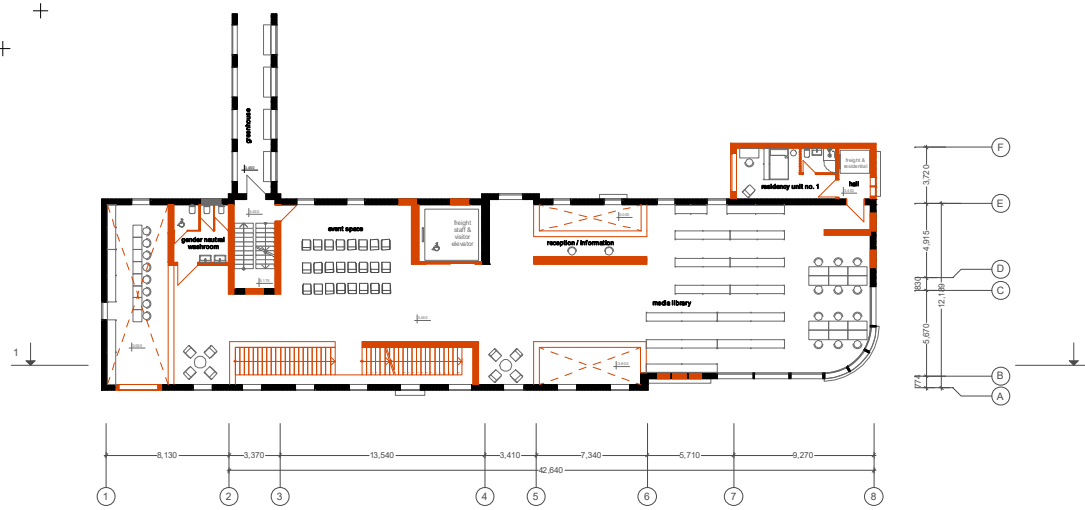 greenhouse
F
freight &
residential
residency unit no. 1
hall
3,720
E
event space
gender neutral
washroom
freight
staff &
visitor
elevator
reception / information
4,915
D
830
C
12,189
media library
5,670
1
B
774
A
8,130
3,370
13,540
3,410
7,340
5,710
9,270
42,640
1
2
3
4
5
6
7
8